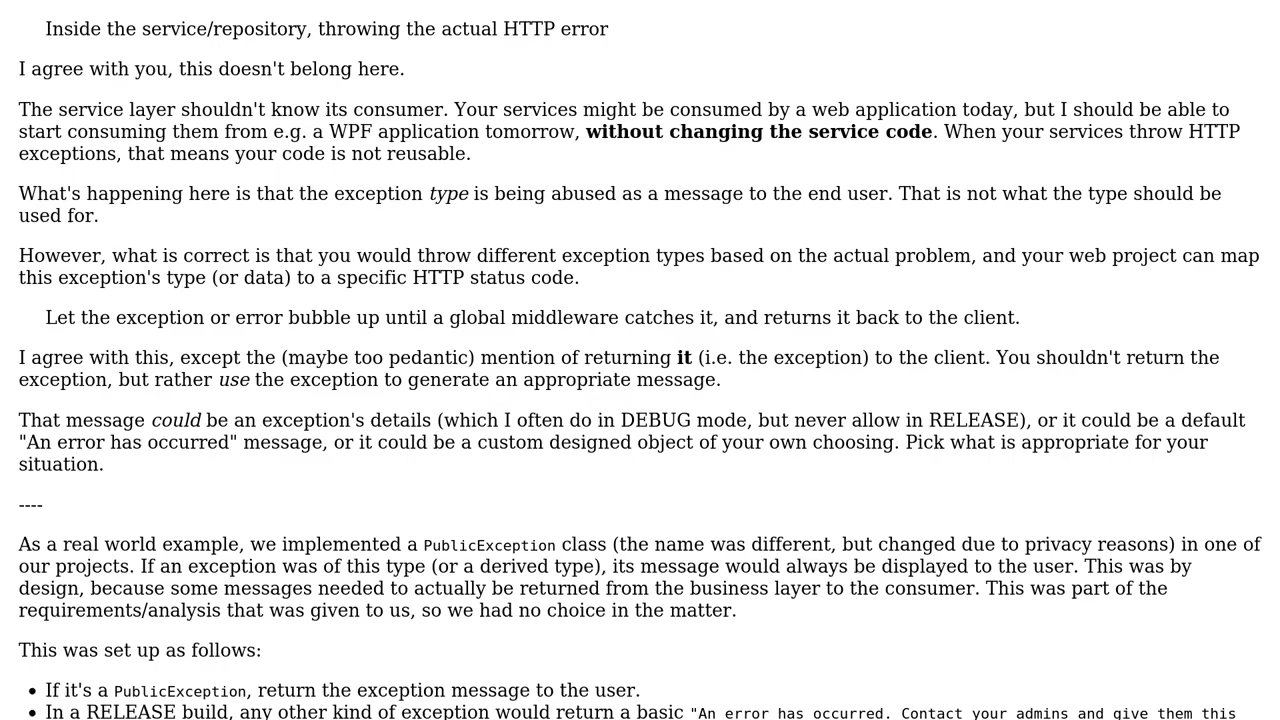 Inside the service/repository, throwing the actual HTTP error
I agree with you, this doesn't belong here.
The service layer shouldn't know its consumer. Your services might be consumed by a web application today, but I should be able to
start consuming them from e.g. a WPF application tomorrow, without changing the service code. When your services throw HTTP
exceptions, that means your code is not reusable.
What's happening here is that the exception type is being abused as a message to the end user. That is not what the type should be
used for.
However, what is correct is that you would throw different exception types based on the actual problem, and your web project can map
this exception's type (or data) to a specific HTTP status code.
Let the exception or error bubble up until a global middleware catches it, and returns it back to the client.
I agree with this, except the (maybe too pedantic) mention of returning it (i.e. the exception) to the client. You shouldn't return the
exception, but rather use the exception to generate an appropriate message.
That message could be an exception's details (which I often do in DEBUG mode, but never allow in RELEASE), or it could be a default
"An error has occurred" message, or it could be a custom designed object of your own choosing. Pick what is appropriate for your
situation.
----
As a real world example, we implemented a PublicException class (the name was different, but changed due to privacy reasons) in one of
our projects. If an exception was of this type (or a derived type), its message would always be displayed to the user. This was by
design, because some messages needed to actually be returned from the business layer to the consumer. This was part of the
requirements/analysis that was given to us, so we had no choice in the matter.
This was set up as follows:
• If it's a PublicException, return the exception message to the user.
• In a RELEASE build, any other kind of exception would return a basic "An error has occurred. Contact your admins and give them this